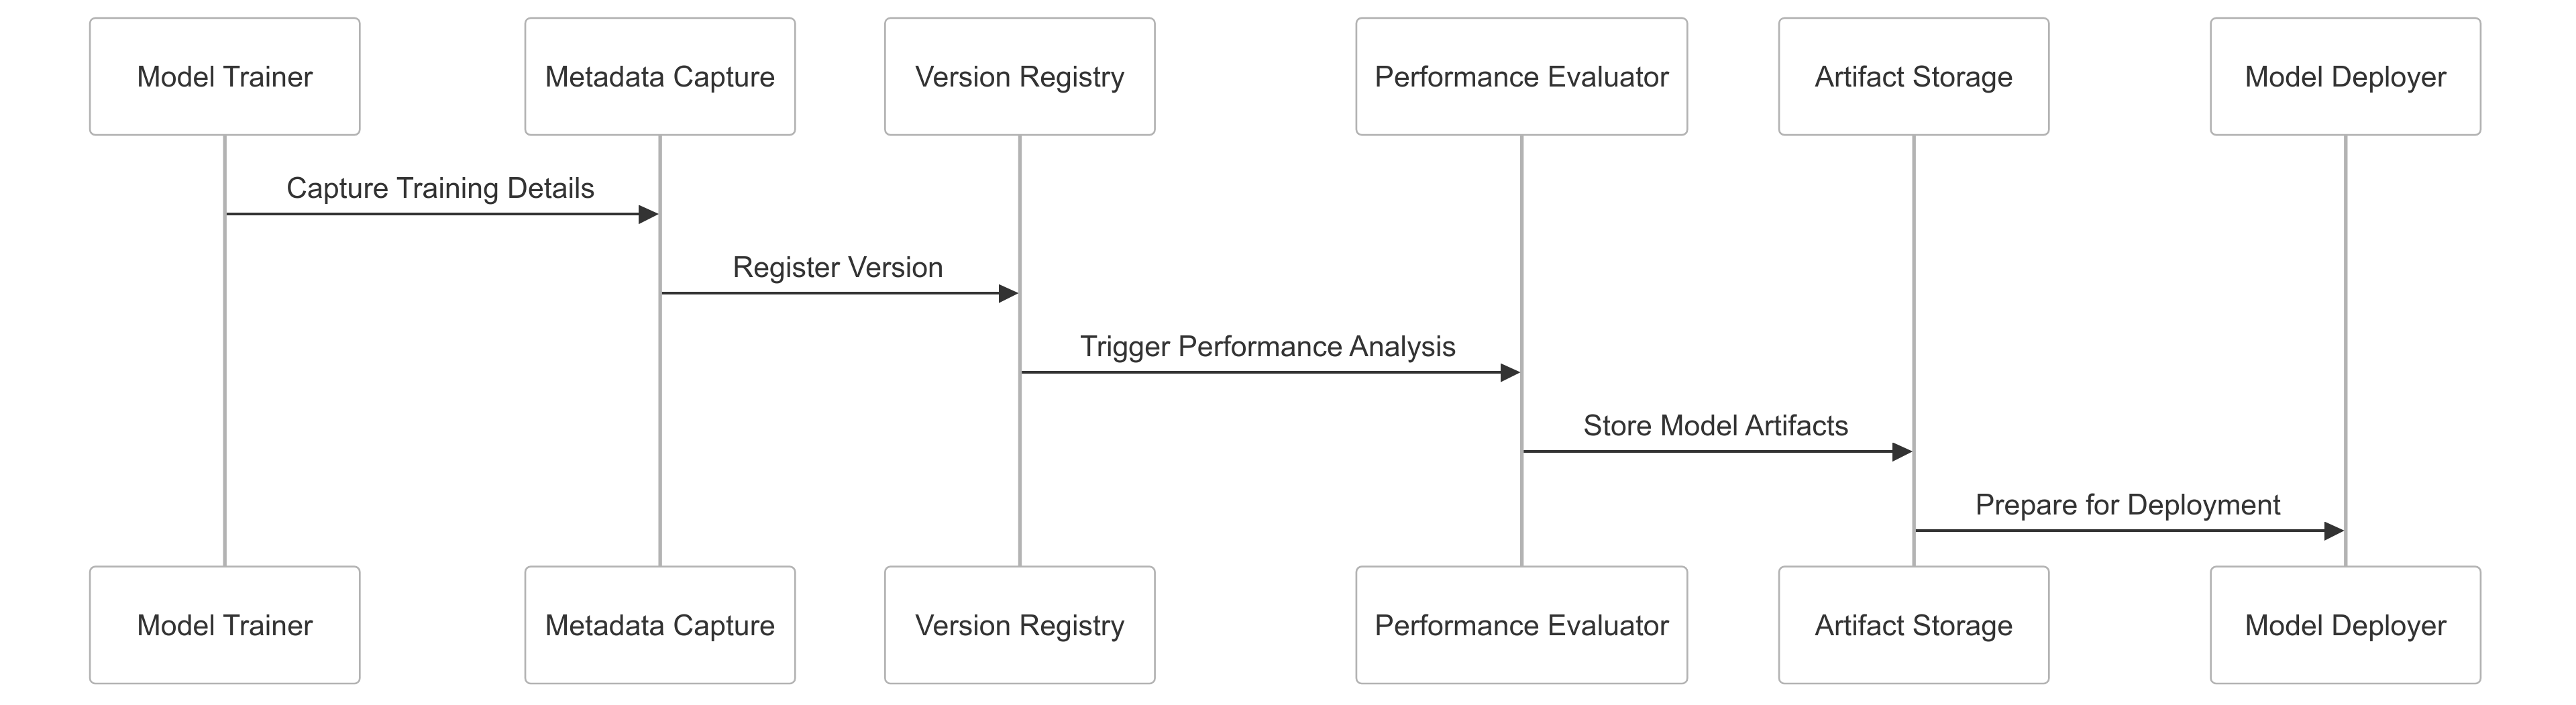 Model Trainer
Metadata Capture
Version Registry
Performance Evaluator
Artifact Storage
Model Deployer
Capture Training Details
Register Version
Trigger Performance Analysis
Store Model Artifacts
Prepare for Deployment
Model Trainer
Metadata Capture
Version Registry
Performance Evaluator
Artifact Storage
Model Deployer